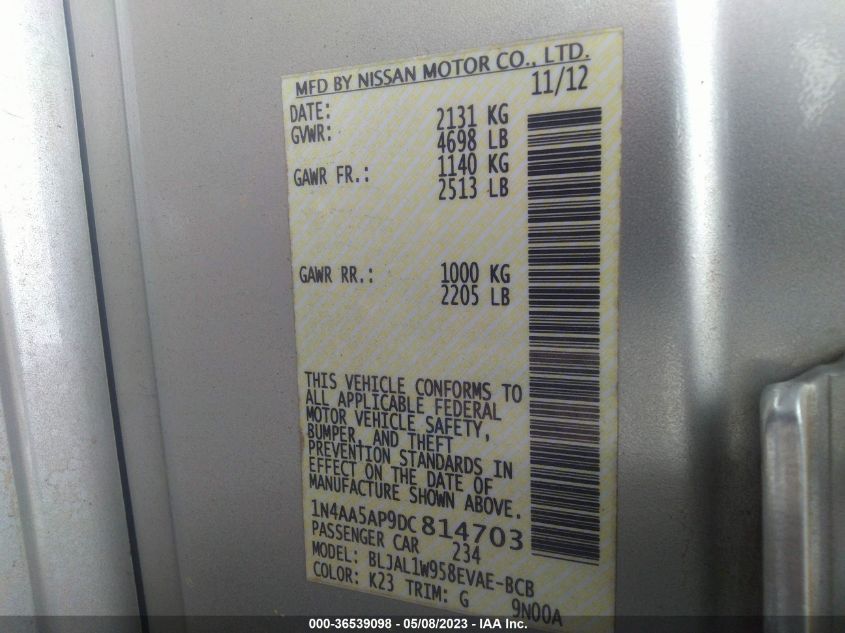 MFD BY NISSAN MOTOR CO., LTD.
DATE: 11/12
GVWR: 2131 KG
4698 LB
GAWR FR.: 1140 KG
2513 LB
GAWR RR.: 1000 KG
2205 LB
THIS VEHICLE CONFORMS TO
ALL APPLICABLE FEDERAL
MOTOR VEHICLE SAFETY,
BUMPER, AND THEFT
PREVENTION STANDARDS IN
EFFECT ON THE DATE OF
MANUFACTURE SHOWN ABOVE.
1N4AA5AP9DC814703
PASSENGER CAR 234
MODEL: BLJAL1W958EVAE-BCB
COLOR: K23 TRIM: G 9N00A
000-36539098 - 05/08/2023 - IAA Inc.